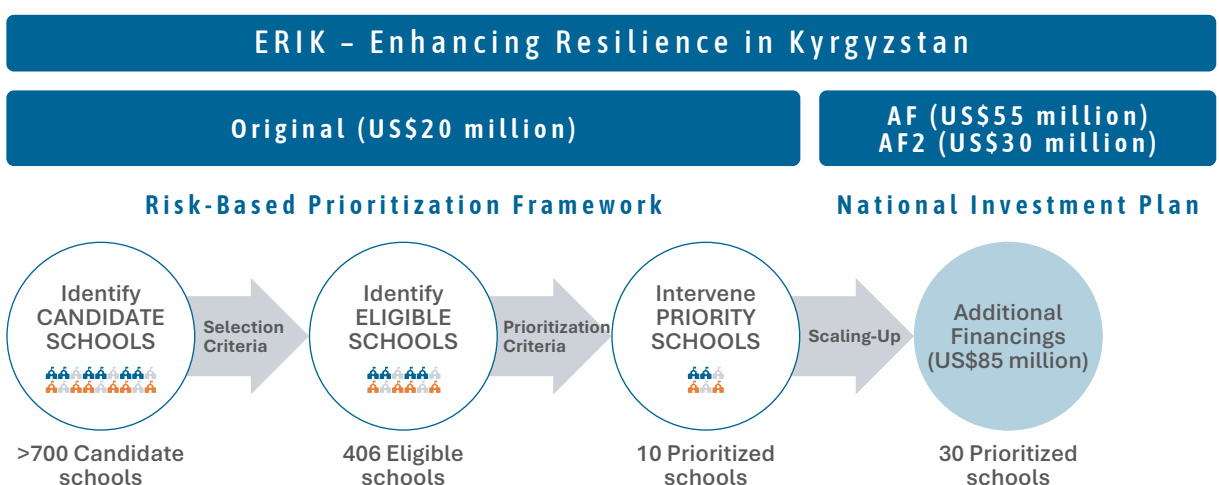 ERIK – Enhancing Resilience in Kyrgyzstan
Original (US$20 million)
AF (US$55 million)
AF2 (US$30 million)
Risk-Based Prioritization Framework
National Investment Plan
Identify
CANDIDATE
SCHOOLS
Selection
Criteria
Identify
ELIGIBLE
SCHOOLS
Prioritization
Criteria
Intervene
PRIORITY
SCHOOLS
Scaling-Up
Additional
Financings
(US$85 million)
>700 Candidate
schools
406 Eligible
schools
10 Prioritized
schools
30 Prioritized
schools